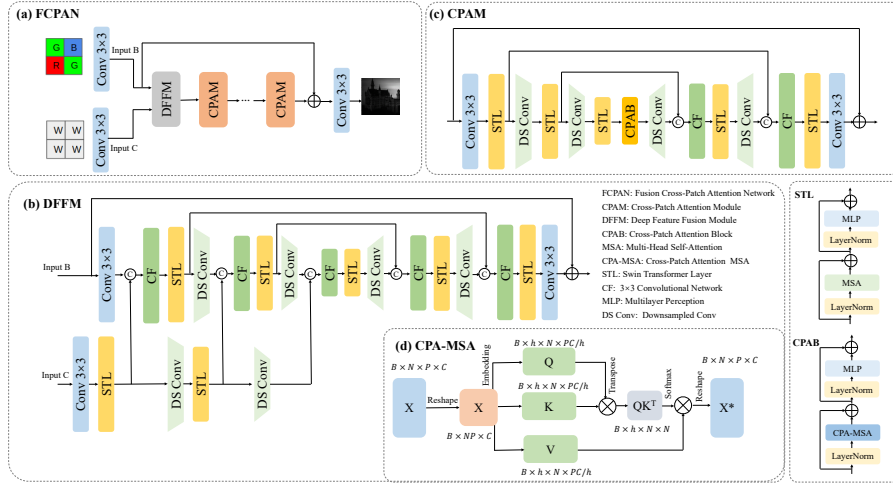 (a) FCPAN
G B
R G
Conv 3×3
Input B
DFFM
CPAM
...
CPAM
Conv 3×3
W W
W W
Conv 3×3
Input C
(c) CPAM
Conv 3×3
STL
DS Conv
STL
DS Conv
STL
CPAB
DS Conv
C
CF
STL
DS Conv
C
CF
STL
Conv 3×3
(b) DFFM
Input B
Conv 3×3
C
CF
STL
DS Conv
C
CF
STL
DS Conv
C
CF
STL
DS Conv
C
CF
STL
DS Conv
C
CF
STL
Conv 3×3
Input C
Conv 3×3
STL
DS Conv
STL
DS Conv
FCPAN: Fusion Cross-Patch Attention Network
CPAM: Cross-Patch Attention Module
DFFM: Deep Feature Fusion Module
CPAB: Cross-Patch Attention Block
MSA: Multi-Head Self-Attention
CPA-MSA: Cross-Patch Attention MSA
STL: Swin Transformer Layer
CF: 3×3 Convolutional Network
MLP: Multilayer Perception
DS Conv: Downsampled Conv
(d) CPA-MSA
B × N × P × C
X
Reshape
X
B × NP × C
Embedding
B × h × N × PC/h
Q
B × h × N × PC/h
K
V
B × h × N × PC/h
Transpose
QKᵀ
B × h × N × N
Softmax
Reshape
B × N × P × C
X*
STL
MLP
LayerNorm
MSA
LayerNorm
CPAB
MLP
LayerNorm
CPA-MSA
LayerNorm